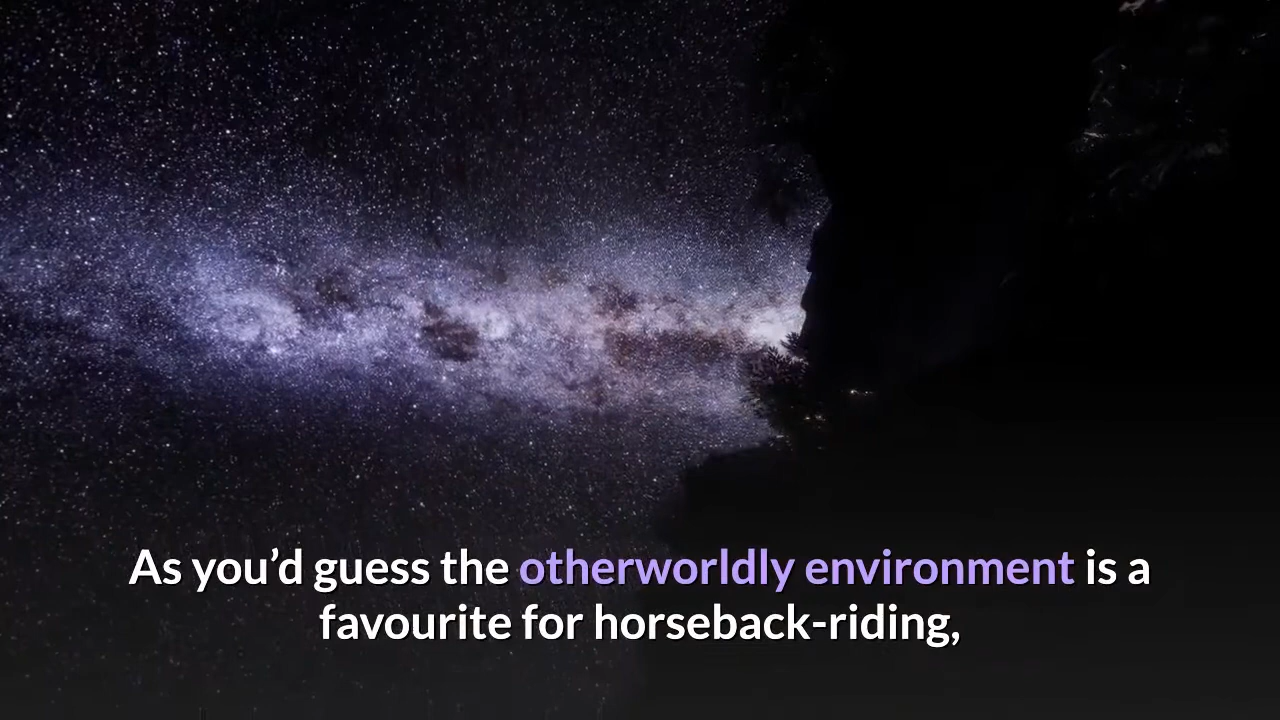 As you’d guess the otherworldly environment is a
favourite for horseback-riding,